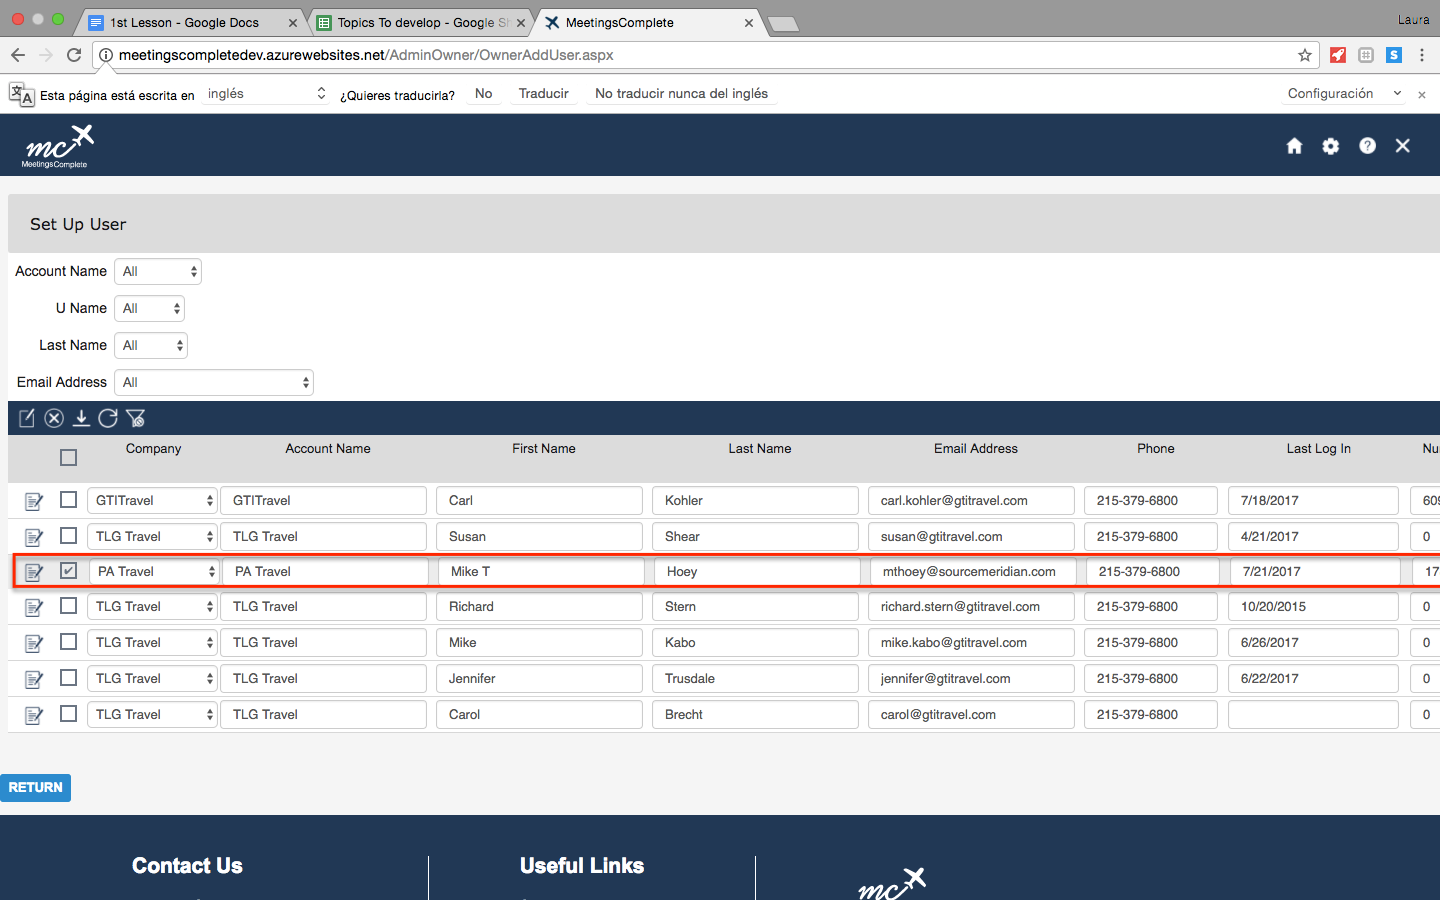 1st Lesson - Google Docs
Topics To develop - Google Sh
MeetingsComplete
Laura
meetingscompletedev.azurewebsites.net/AdminOwner/OwnerAddUser.aspx
S
Esta página está escrita en inglés ¿Quieres traducirla? No Traducir No traducir nunca del inglés Configuración
mc
MeetingsComplete
Set Up User
Account Name All
U Name All
Last Name All
Email Address All
Company Account Name First Name Last Name Email Address Phone Last Log In Nu
GTITravel GTITravel Carl Kohler carl.kohler@gtitravel.com 215-379-6800 7/18/2017 609
TLG Travel TLG Travel Susan Shear susan@gtitravel.com 215-379-6800 4/21/2017 0
PA Travel PA Travel Mike T Hoey mthoey@sourcemeridian.com 215-379-6800 7/21/2017 17
TLG Travel TLG Travel Richard Stern richard.stern@gtitravel.com 215-379-6800 10/20/2015 0
TLG Travel TLG Travel Mike Kabo mike.kabo@gtitravel.com 215-379-6800 6/26/2017 0
TLG Travel TLG Travel Jennifer Trusdale jennifer@gtitravel.com 215-379-6800 6/22/2017 0
TLG Travel TLG Travel Carol Brecht carol@gtitravel.com 215-379-6800 0
RETURN
Contact Us
Useful Links
mc